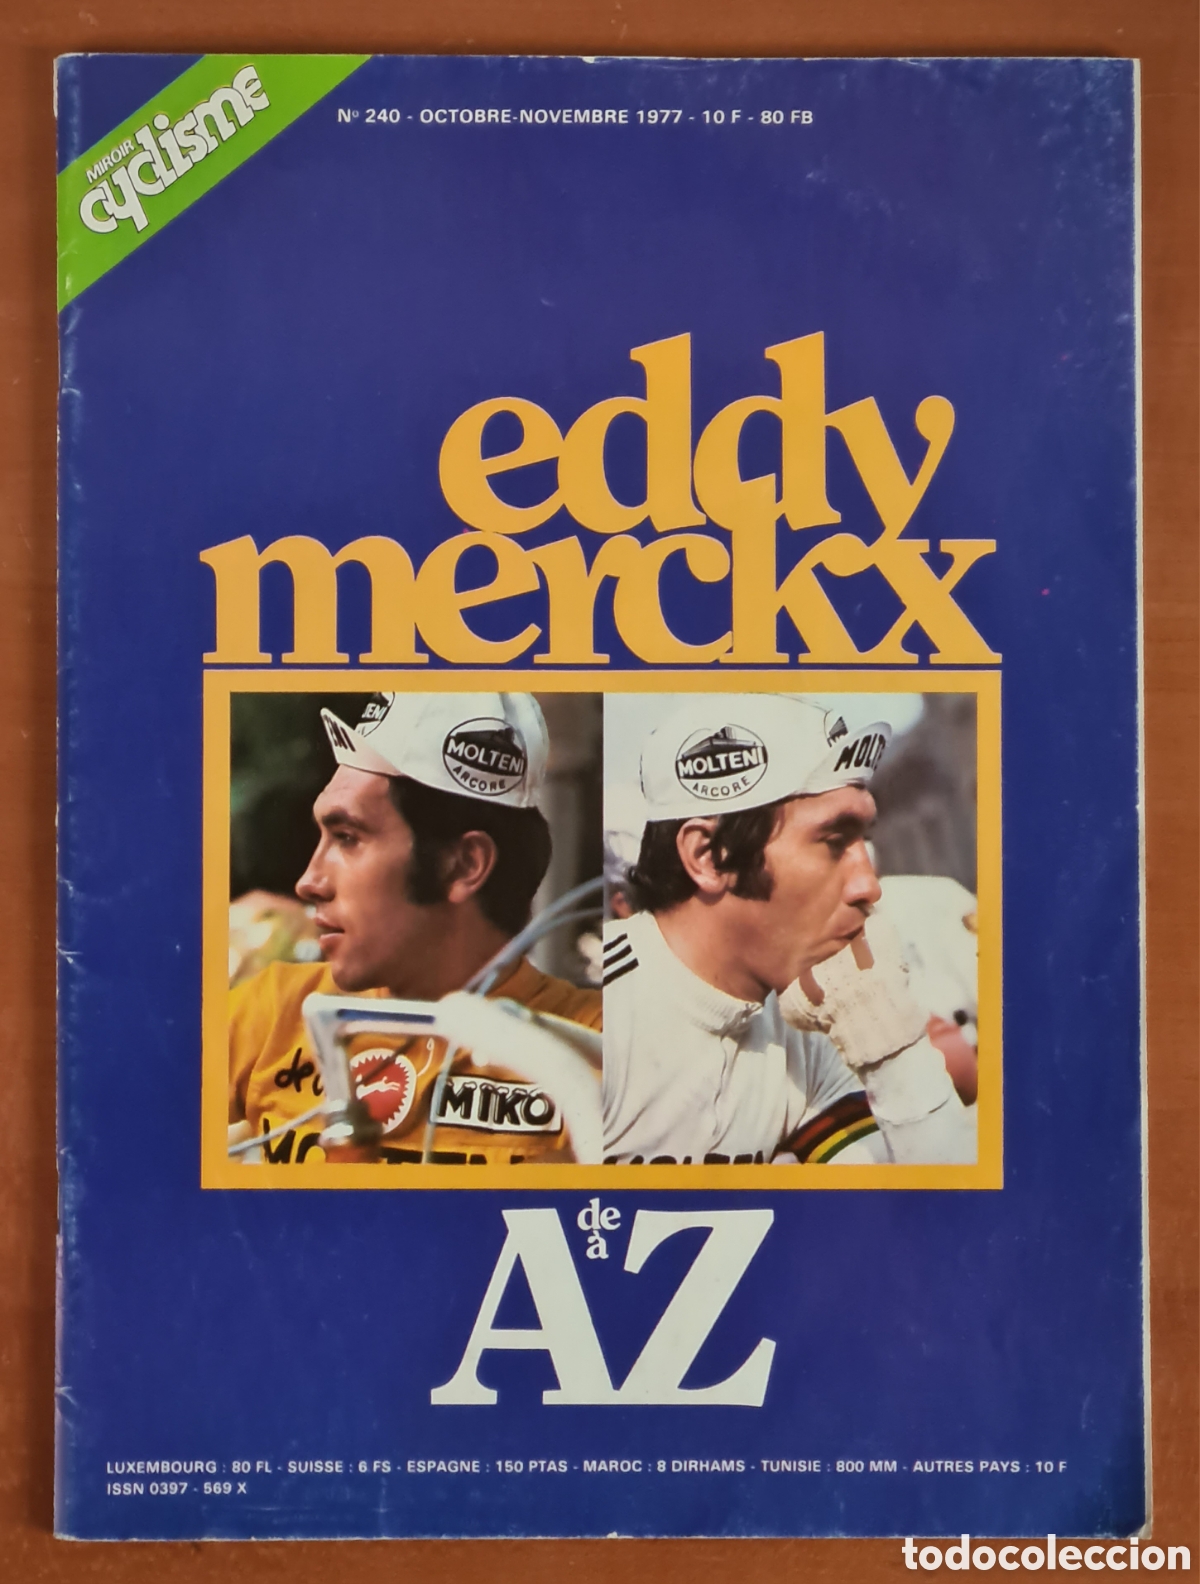 MIROIR
cyclisme
Nº 240 - OCTOBRE-NOVEMBRE 1977 - 10 F - 80 FB
eddy
merckx
TENI
MOLTENI
ARCORE
MOLTENI
ARCORE
MOLT
MIKO
de
A à Z
LUXEMBOURG : 80 FL - SUISSE : 6 FS - ESPAGNE : 150 PTAS - MAROC : 8 DIRHAMS - TUNISIE : 800 MM - AUTRES PAYS : 10 F
ISSN 0397 - 569 X
todocoleccion